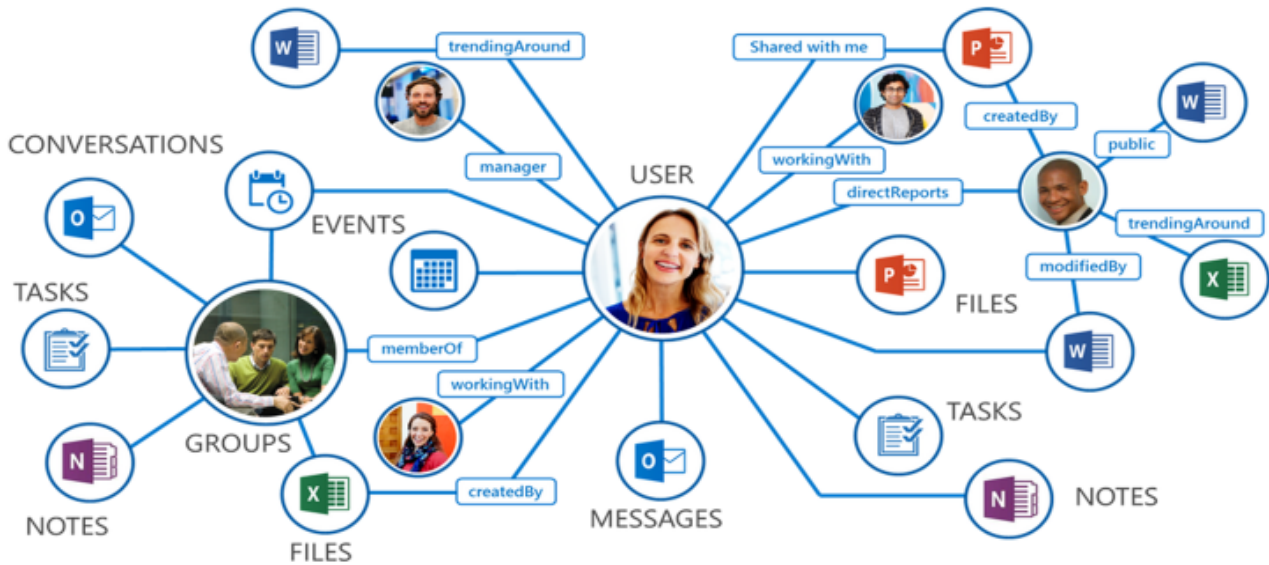 trendingAround
Shared with me
W
P
W
createdBy
public
CONVERSATIONS
manager
workingWith
USER
directReports
O
EVENTS
trendingAround
TASKS
P
modifiedBy
X
FILES
memberOf
W
workingWith
TASKS
GROUPS
N
O
X
createdBy
N
NOTES
MESSAGES
NOTES
FILES